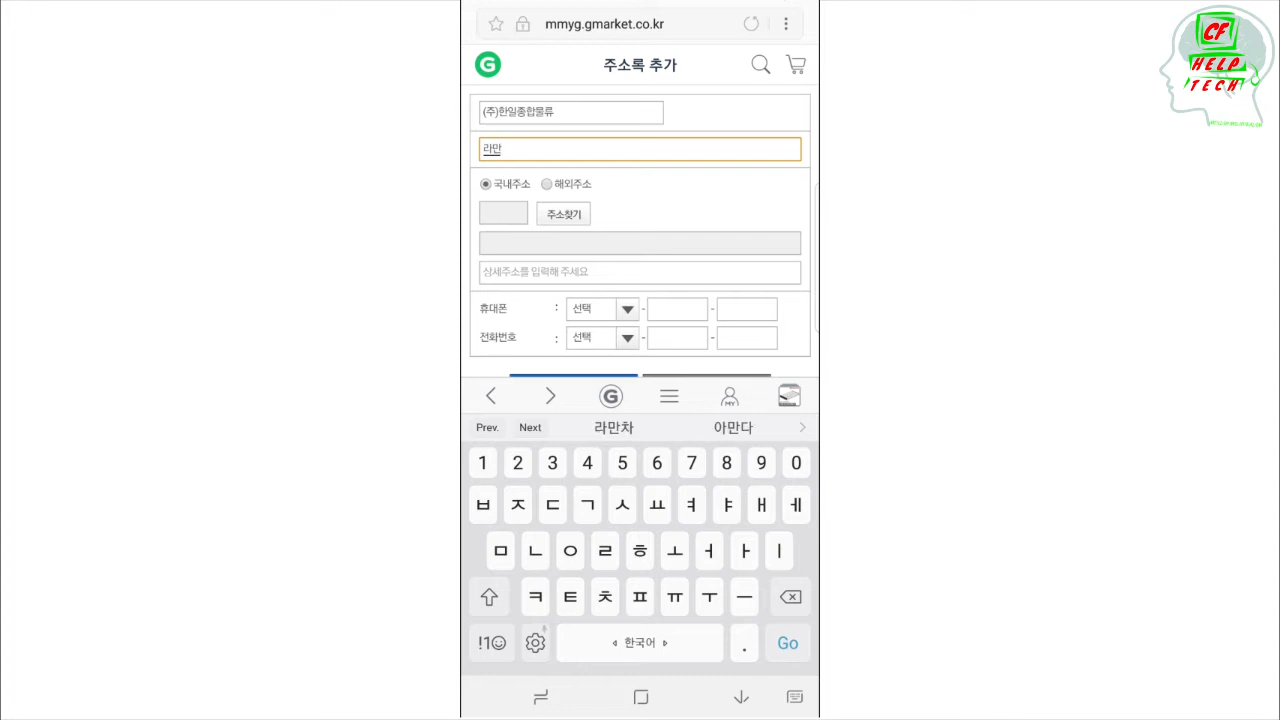 mmyg.gmarket.co.kr
G 주소록 추가
(주)한일종합물류
라만
국내주소 해외주소
주소찾기
상세주소를 입력해 주세요
휴대폰 : 선택 - -
전화번호 : 선택 - -
G MY
Prev. Next 라만차 아만다
1 2 3 4 5 6 7 8 9 0
ㅂ ㅈ ㄷ ㄱ ㅅ ㅛ ㅕ ㅑ ㅐ ㅔ
ㅁ ㄴ ㅇ ㄹ ㅎ ㅗ ㅓ ㅏ ㅣ
ㅋ ㅌ ㅊ ㅍ ㅠ ㅜ ㅡ
!1☺ 한국어 . Go
CF
HELP
TECH